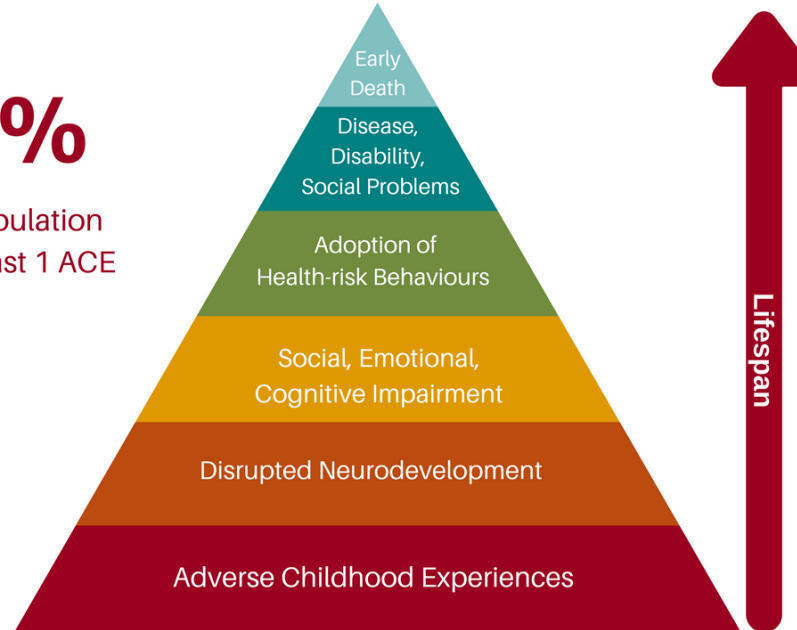 %
ulation
st 1 ACE
Early
Death
Disease,
Disability,
Social Problems
Adoption of
Health-risk Behaviours
Social, Emotional,
Cognitive Impairment
Disrupted Neurodevelopment
Adverse Childhood Experiences
Lifespan